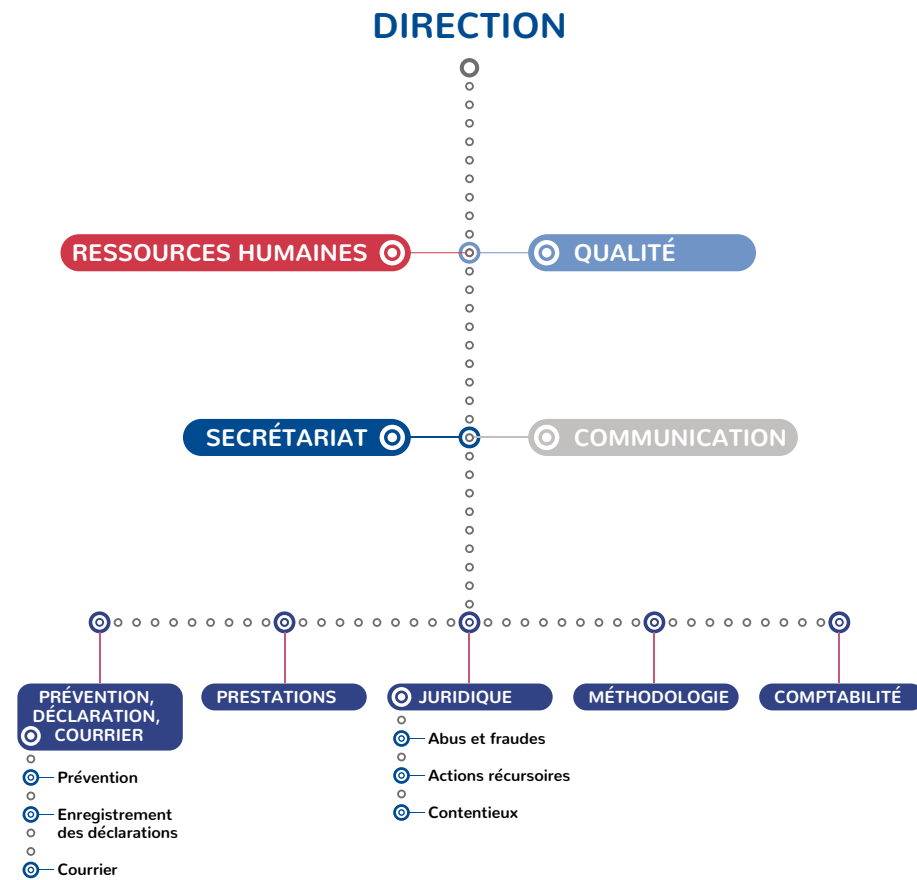 DIRECTION
RESSOURCES HUMAINES
QUALITÉ
SECRÉTARIAT
COMMUNICATION
PRÉVENTION,
DÉCLARATION,
COURRIER
Prévention
Enregistrement
des déclarations
Courrier
PRESTATIONS
JURIDIQUE
Abus et fraudes
Actions récursoires
Contentieux
MÉTHODOLOGIE
COMPTABILITÉ